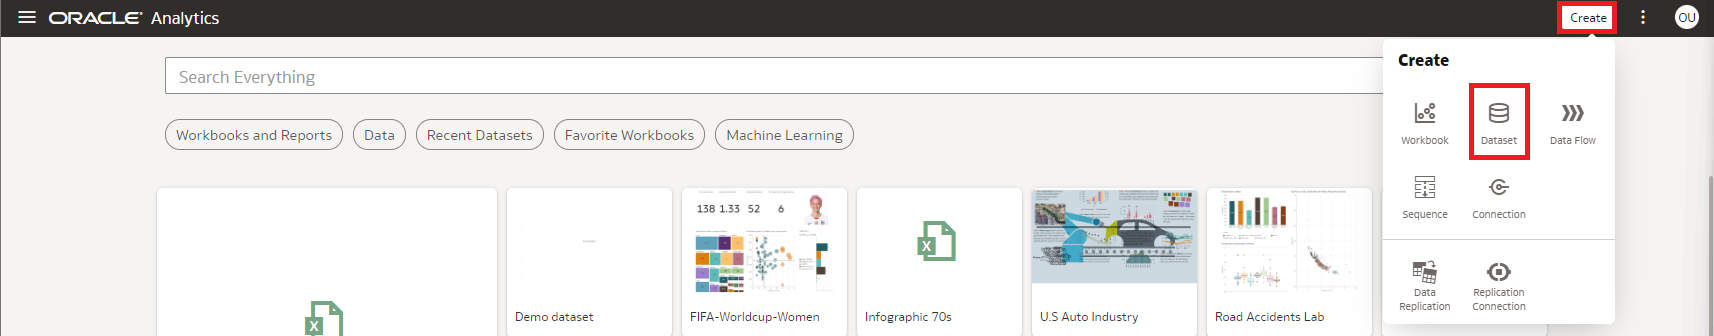 ORACLE Analytics
Create
OU
Search Everything
Workbooks and Reports
Data
Recent Datasets
Favorite Workbooks
Machine Learning
Create
Workbook
Dataset
Data Flow
Sequence
Connection
Data
Replication
Replication
Connection
138 1.33 52 6
X
X
Demo dataset
FIFA-Worldcup-Women
Infographic 70s
U.S Auto Industry
Road Accidents Lab